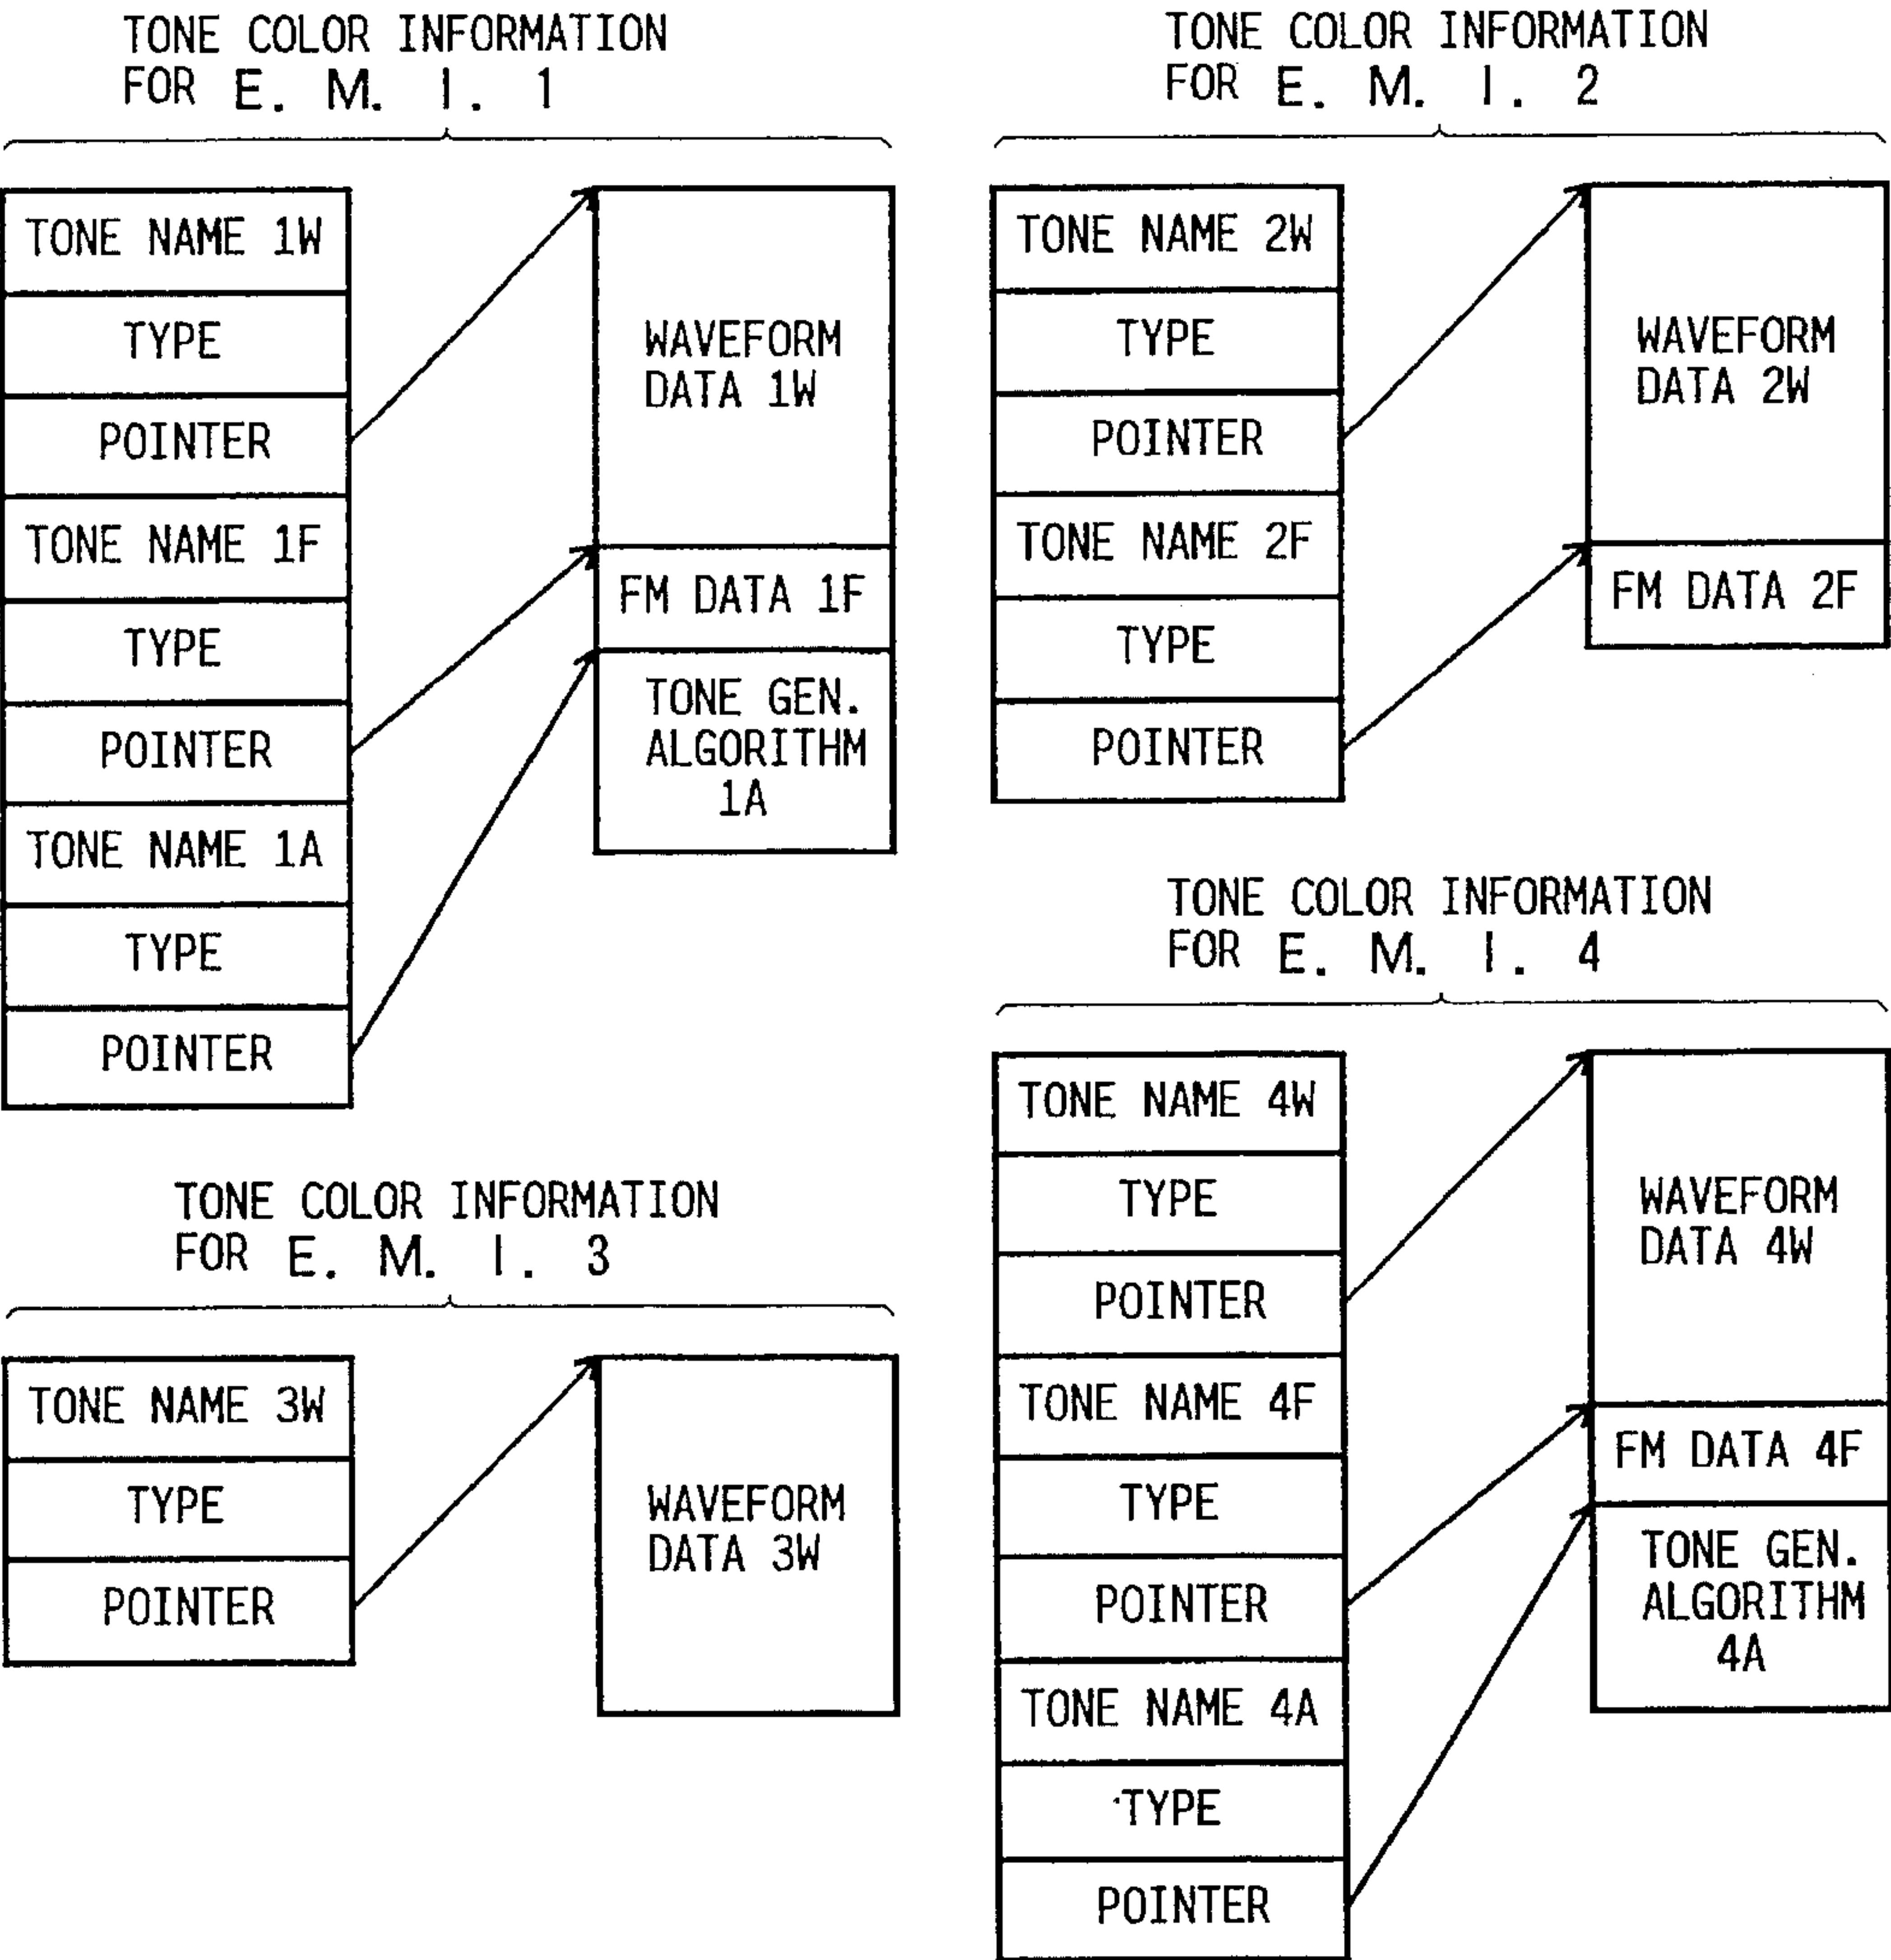 TONE COLOR INFORMATION
FOR E. M. I. 1
TONE NAME 1W
TYPE
POINTER
TONE NAME 1F
TYPE
POINTER
TONE NAME 1A
TYPE
POINTER
WAVEFORM
DATA 1W
FM DATA 1F
TONE GEN.
ALGORITHM
1A
TONE COLOR INFORMATION
FOR E. M. I. 2
TONE NAME 2W
TYPE
POINTER
TONE NAME 2F
TYPE
POINTER
WAVEFORM
DATA 2W
FM DATA 2F
TONE COLOR INFORMATION
FOR E. M. I. 3
TONE NAME 3W
TYPE
POINTER
WAVEFORM
DATA 3W
TONE COLOR INFORMATION
FOR E. M. I. 4
TONE NAME 4W
TYPE
POINTER
TONE NAME 4F
TYPE
POINTER
TONE NAME 4A
TYPE
POINTER
WAVEFORM
DATA 4W
FM DATA 4F
TONE GEN.
ALGORITHM
4A